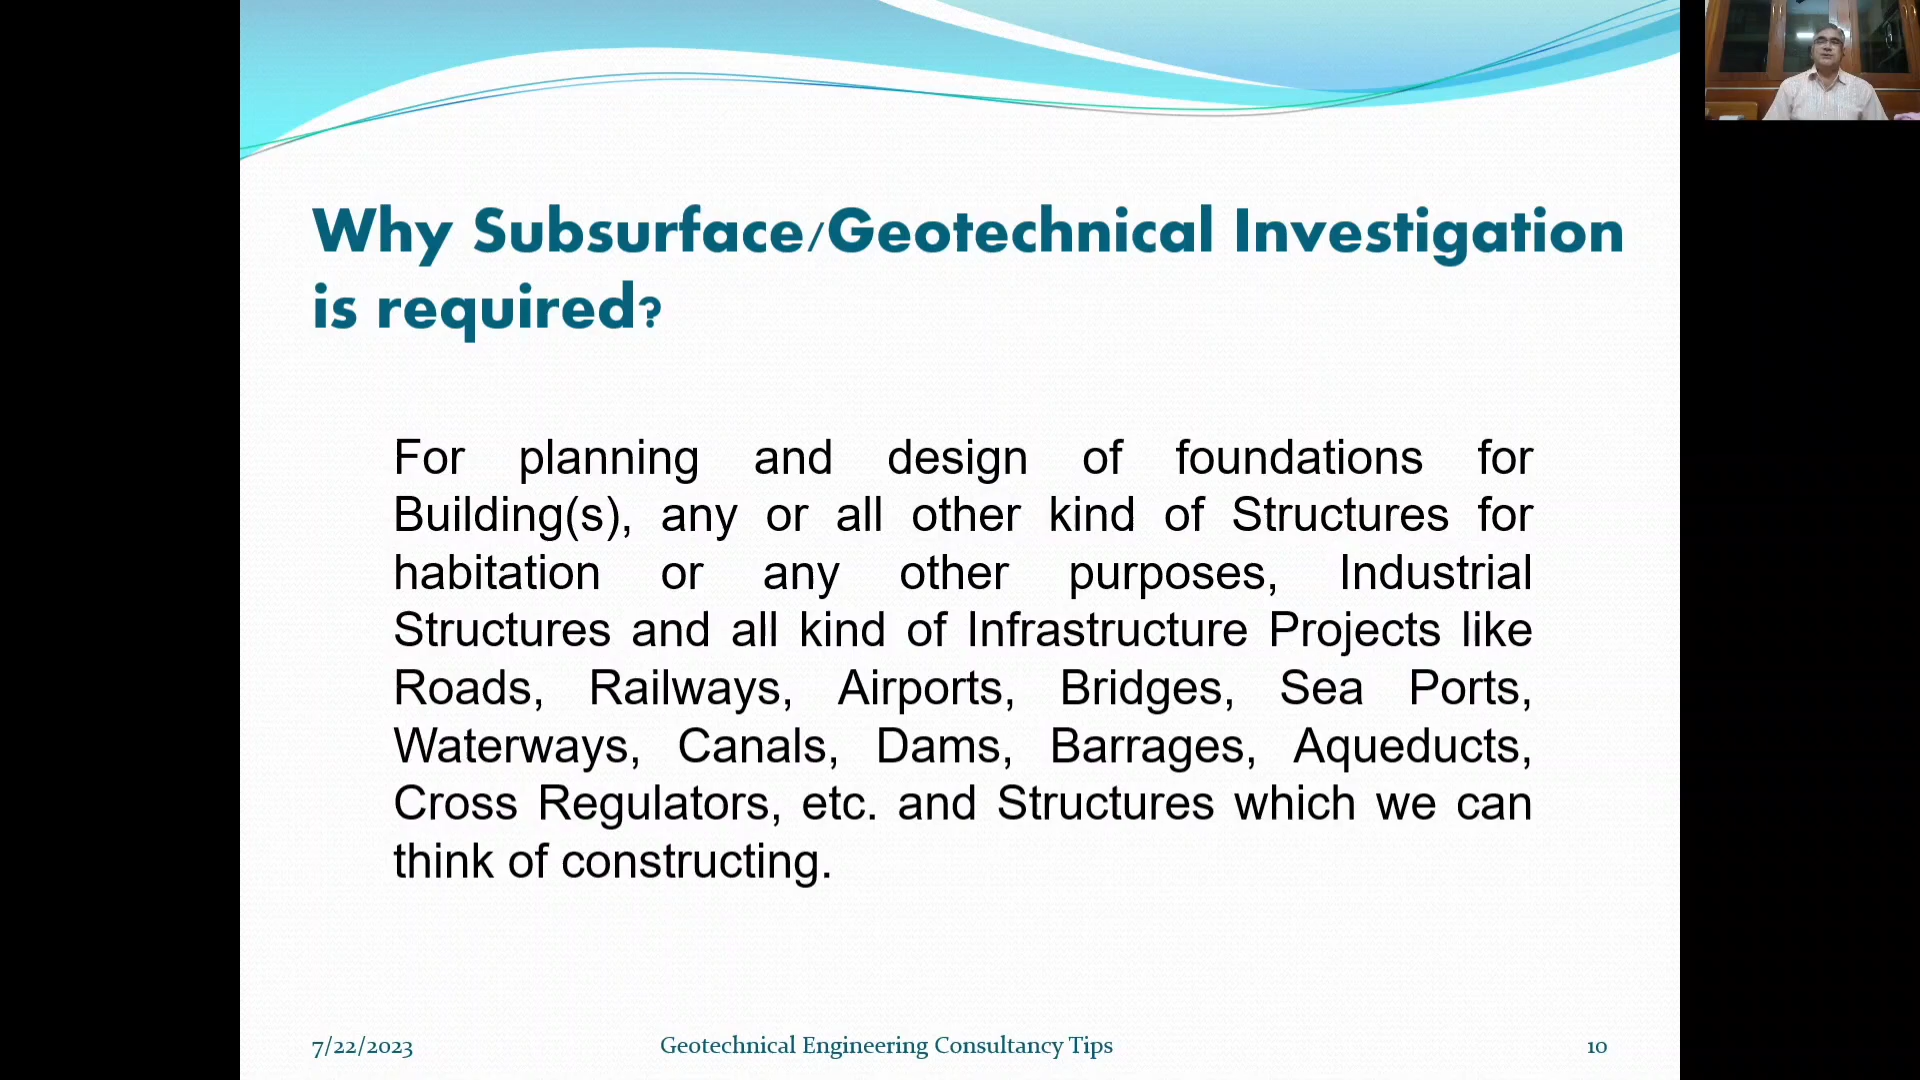 Why Subsurface/Geotechnical Investigation
is required?
For planning and design of foundations for
Building(s), any or all other kind of Structures for
habitation or any other purposes, Industrial
Structures and all kind of Infrastructure Projects like
Roads, Railways, Airports, Bridges, Sea Ports,
Waterways, Canals, Dams, Barrages, Aqueducts,
Cross Regulators, etc. and Structures which we can
think of constructing.
7/22/2023
Geotechnical Engineering Consultancy Tips
10